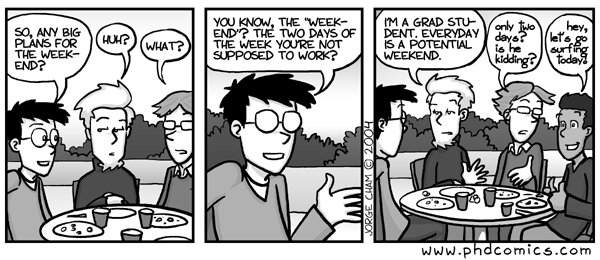 SO, ANY BIG
PLANS FOR
THE WEEK-
END?
HUH?
WHAT?
YOU KNOW, THE "WEEK-
END"? THE TWO DAYS OF
THE WEEK YOU'RE NOT
SUPPOSED TO WORK?
JORGE CHAM © 2004
I'M A GRAD STU-
DENT. EVERYDAY
IS A POTENTIAL
WEEKEND.
only two
days?
is he
kidding?
hey,
let's go
surfing
today!
www.phdcomics.com